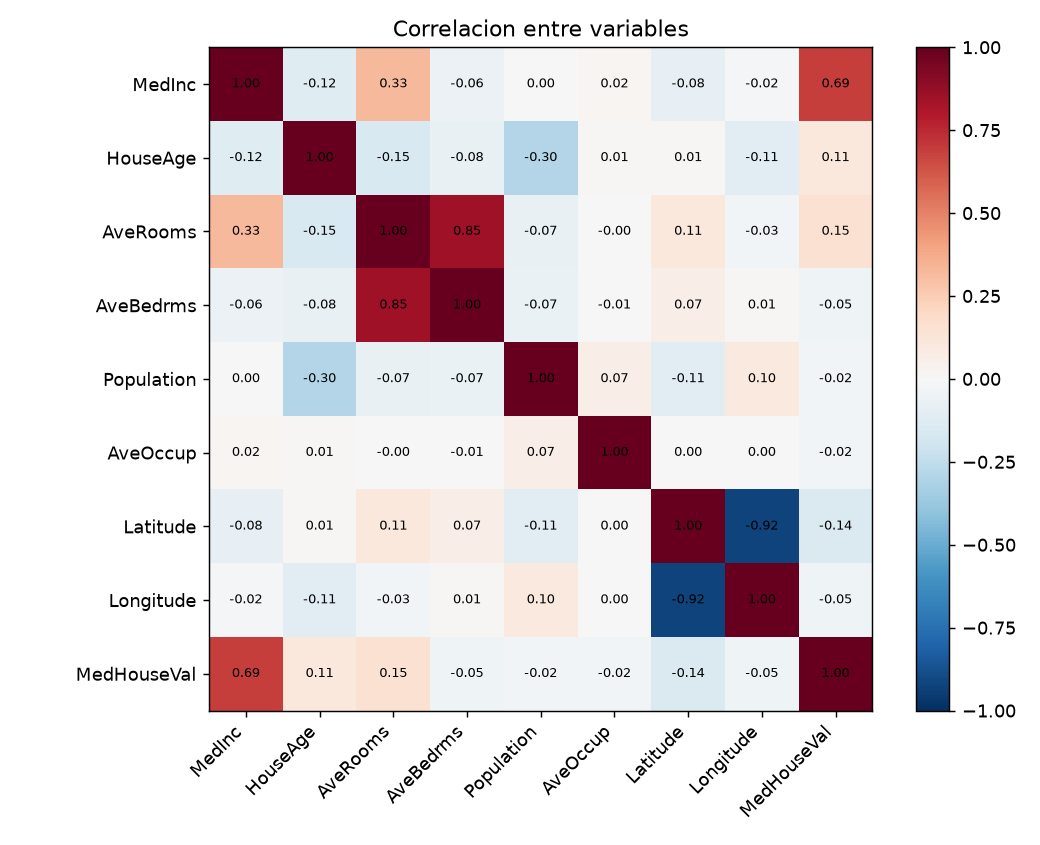 Correlacion entre variables
MedInc 1.00 -0.12 0.33 -0.06 0.00 0.02 -0.08 -0.02 0.69
HouseAge -0.12 1.00 -0.15 -0.08 -0.30 0.01 0.01 -0.11 0.11
AveRooms 0.33 -0.15 1.00 0.85 -0.07 -0.00 0.11 -0.03 0.15
AveBedrms -0.06 -0.08 0.85 1.00 -0.07 -0.01 0.07 0.01 -0.05
Population 0.00 -0.30 -0.07 -0.07 1.00 0.07 -0.11 0.10 -0.02
AveOccup 0.02 0.01 -0.00 -0.01 0.07 1.00 0.00 0.00 -0.02
Latitude -0.08 0.01 0.11 0.07 -0.11 0.00 1.00 -0.92 -0.14
Longitude -0.02 -0.11 -0.03 0.01 0.10 0.00 -0.92 1.00 -0.05
MedHouseVal 0.69 0.11 0.15 -0.05 -0.02 -0.02 -0.14 -0.05 1.00
MedInc HouseAge AveRooms AveBedrms Population AveOccup Latitude Longitude MedHouseVal
1.00
0.75
0.50
0.25
0.00
−0.25
−0.50
−0.75
−1.00